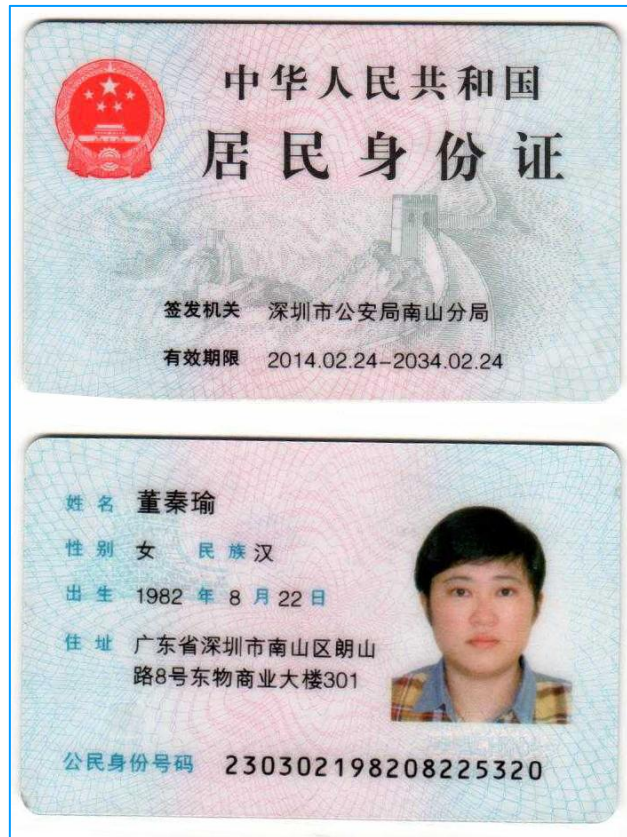 中华人民共和国
居民身份证
签发机关 深圳市公安局南山分局
有效期限 2014.02.24-2034.02.24
姓名 董秦瑜
性别 女 民族 汉
出生 1982 年 8 月 22 日
住址 广东省深圳市南山区朗山
路8号东物商业大楼301
公民身份号码 230302198208225320